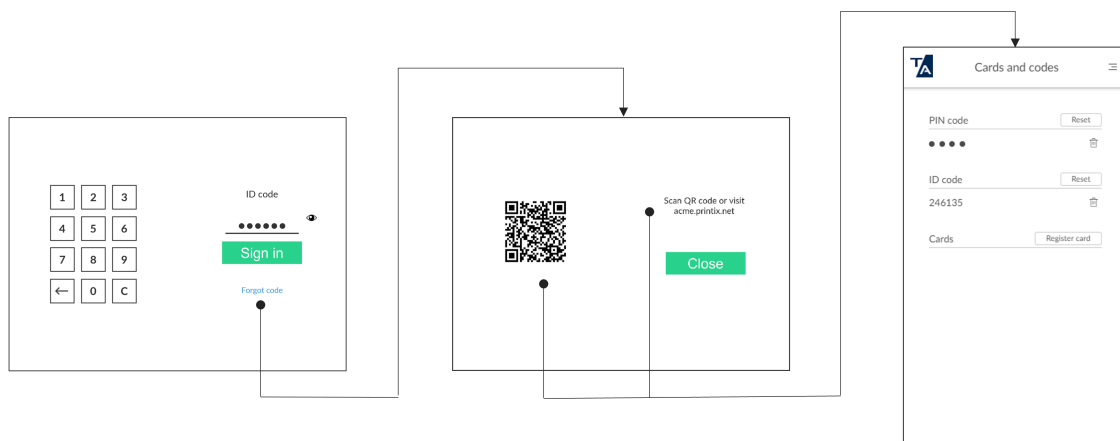 1 2 3
4 5 6
7 8 9
← 0 C
ID code
Sign in
Forgot code
Scan QR code or visit
acme.printix.net
Close
TA
Cards and codes
PIN code
Reset
ID code
Reset
246135
Cards
Register card